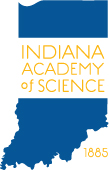 INDIANA
ACADEMY
of SCIENCE
1885